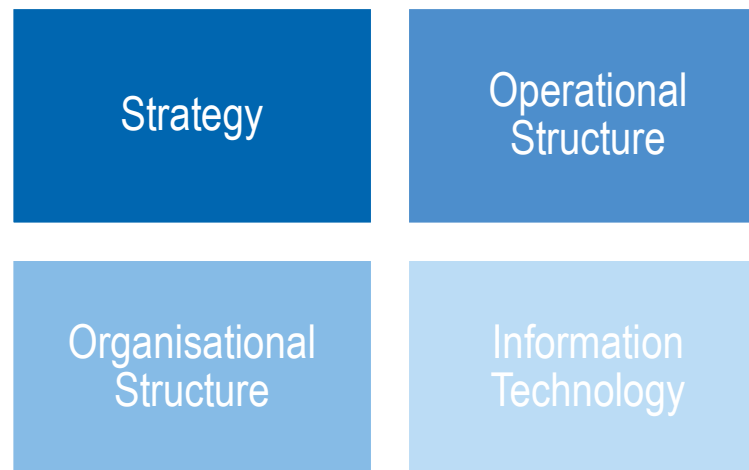 Strategy
Operational
Structure
Organisational
Structure
Information
Technology